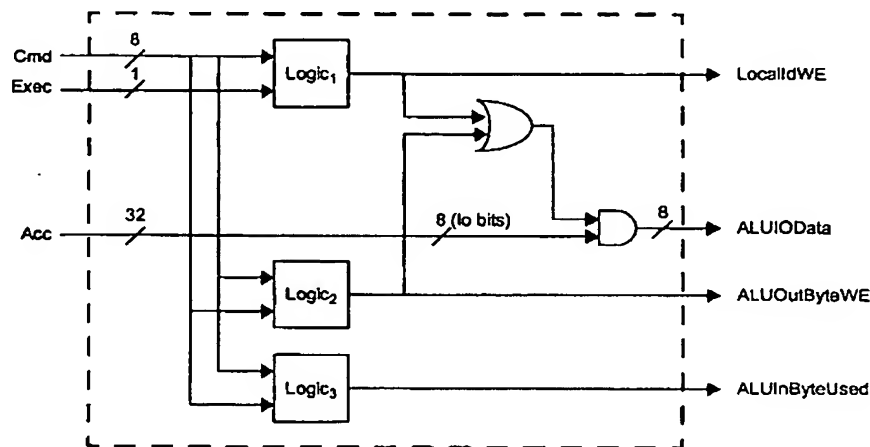 Cmd
8
Exec
1
Logic1
LocalIdWE
Acc
32
8 (lo bits)
8
ALUIOData
Logic2
ALUOutByteWE
Logic3
ALUInByteUsed